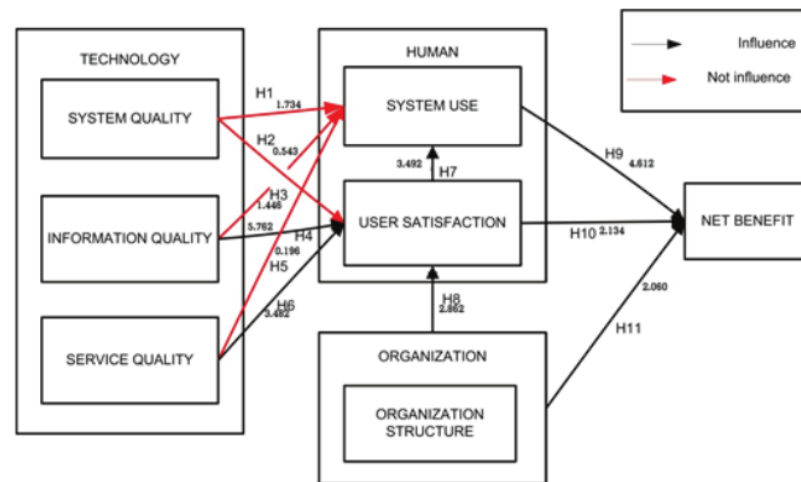 TECHNOLOGY
SYSTEM QUALITY
INFORMATION QUALITY
SERVICE QUALITY
HUMAN
SYSTEM USE
USER SATISFACTION
ORGANIZATION
ORGANIZATION
STRUCTURE
NET BENEFIT
Influence
Not influence
H1
1.734
H2
0.543
H3
1.446
5.762
H4
0.196
H5
H6
3.482
3.492
H7
H8
2.862
H9
4.612
H10
2.134
2.060
H11